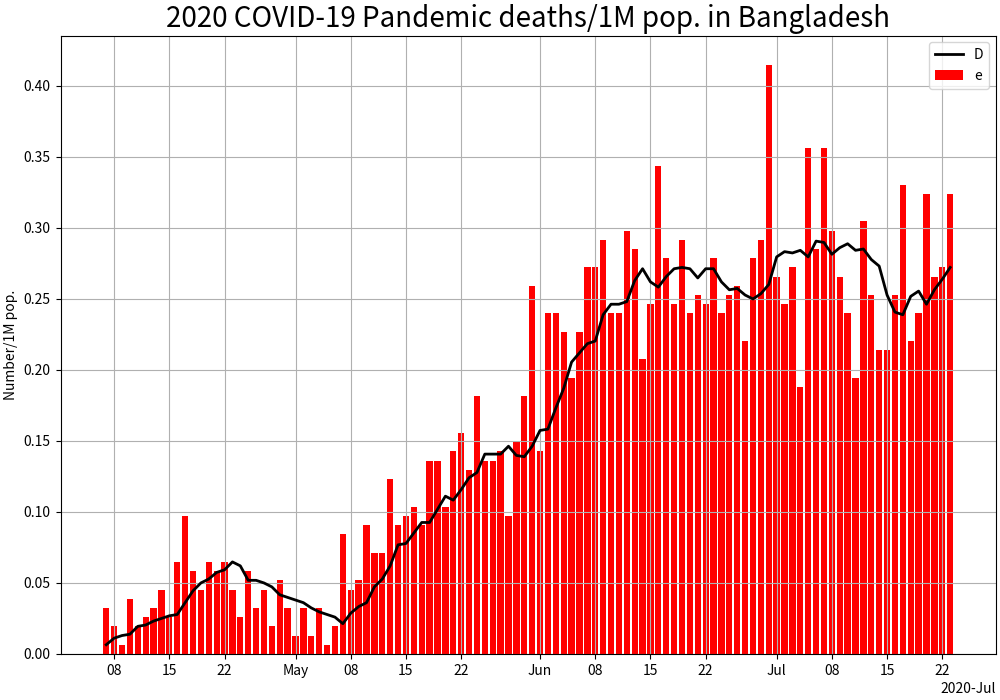 2020 COVID-19 Pandemic deaths/1M pop. in Bangladesh
D
e
0.40
0.35
0.30
0.25
0.20
0.15
0.10
0.05
0.00
Number/1M pop.
08 15 22 May 08 15 22 Jun 08 15 22 Jul 08 15 22
2020-Jul